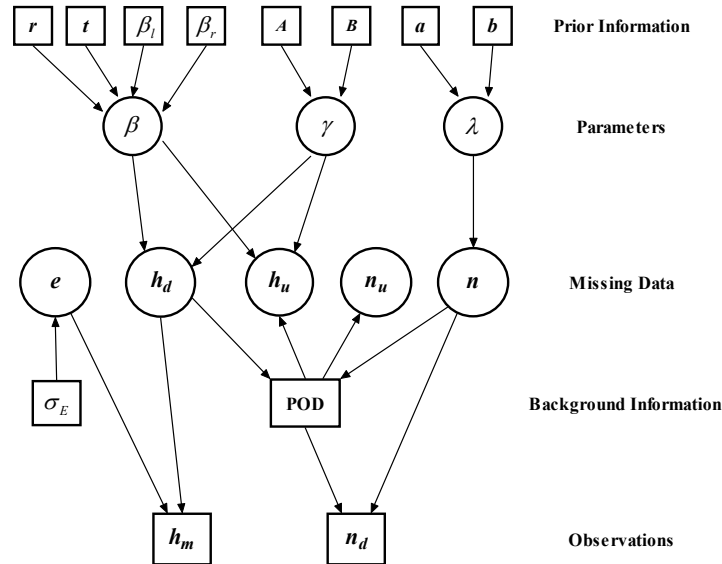 r t β_l β_r A B a b Prior Information
β γ λ Parameters
e h_d h_u n_u n Missing Data
σ_E POD Background Information
h_m n_d Observations